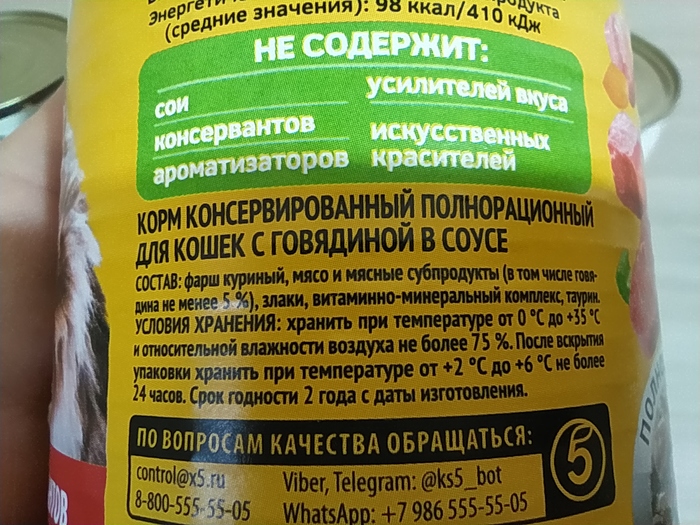 (средние значения): 98 ккал/410 кДж
НЕ СОДЕРЖИТ:
сои
усилителей вкуса
консервантов
искусственных
ароматизаторов
красителей
КОРМ КОНСЕРВИРОВАННЫЙ ПОЛНОРАЦИОННЫЙ
ДЛЯ КОШЕК С ГОВЯДИНОЙ В СОУСЕ
СОСТАВ: фарш куриный, мясо и мясные субпродукты (в том числе говя-
дина не менее 5 %), злаки, витаминно-минеральный комплекс, таурин.
УСЛОВИЯ ХРАНЕНИЯ: хранить при температуре от 0 °С до +35 °С
и относительной влажности воздуха не более 75 %. После вскрытия
упаковки хранить при температуре от +2 °С до +6 °С не более
24 часов. Срок годности 2 года с даты изготовления.
ПО ВОПРОСАМ КАЧЕСТВА ОБРАЩАТЬСЯ:
5
control@x5.ru
8-800-555-55-05
Viber, Telegram: @ks5_bot
WhatsApp: +7 986 555-55-05